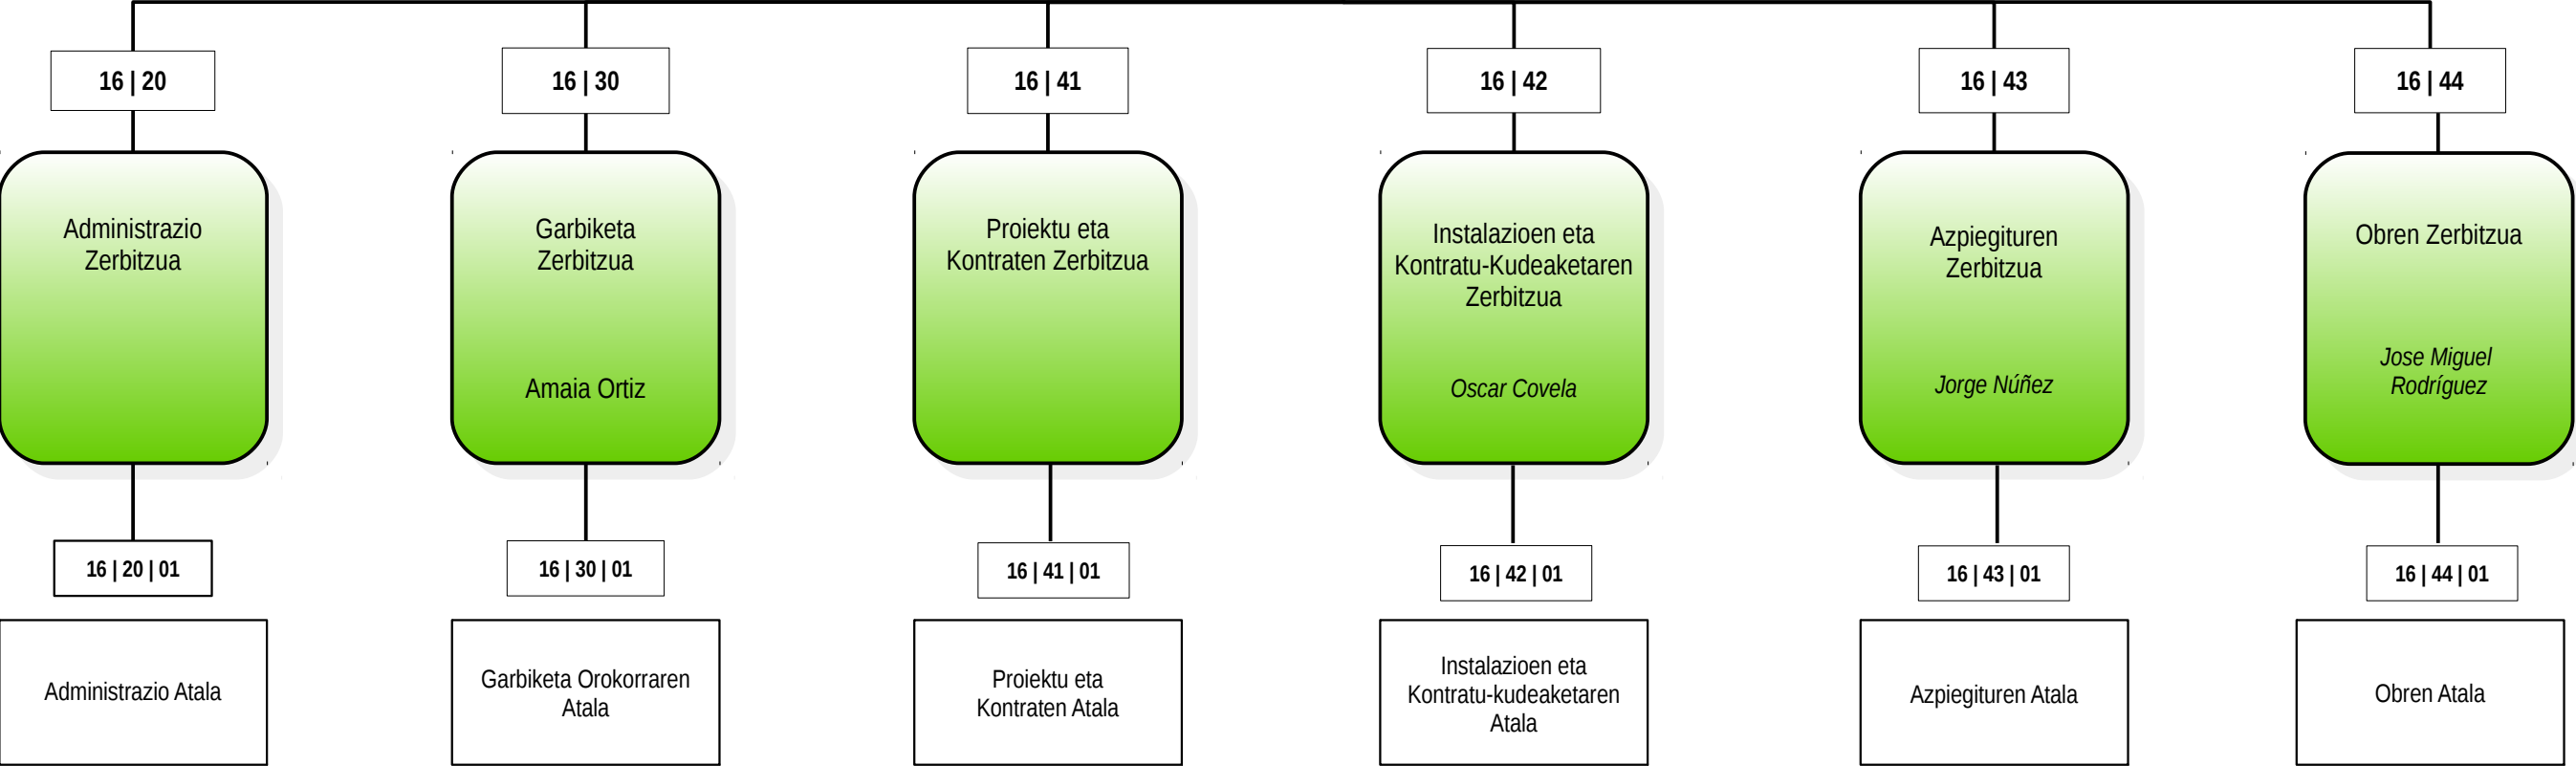 16 | 20
16 | 30
16 | 41
16 | 42
16 | 43
16 | 44
Administrazio
Zerbitzua
Garbiketa
Zerbitzua
Amaia Ortiz
Proiektu eta
Kontraten Zerbitzua
Instalazioen eta
Kontratu-Kudeaketaren
Zerbitzua
Oscar Covela
Azpiegituren
Zerbitzua
Jorge Núñez
Obren Zerbitzua
Jose Miguel
Rodríguez
16 | 20 | 01
16 | 30 | 01
16 | 41 | 01
16 | 42 | 01
16 | 43 | 01
16 | 44 | 01
Administrazio Atala
Garbiketa Orokorraren
Atala
Proiektu eta
Kontraten Atala
Instalazioen eta
Kontratu-kudeaketaren
Atala
Azpiegituren Atala
Obren Atala